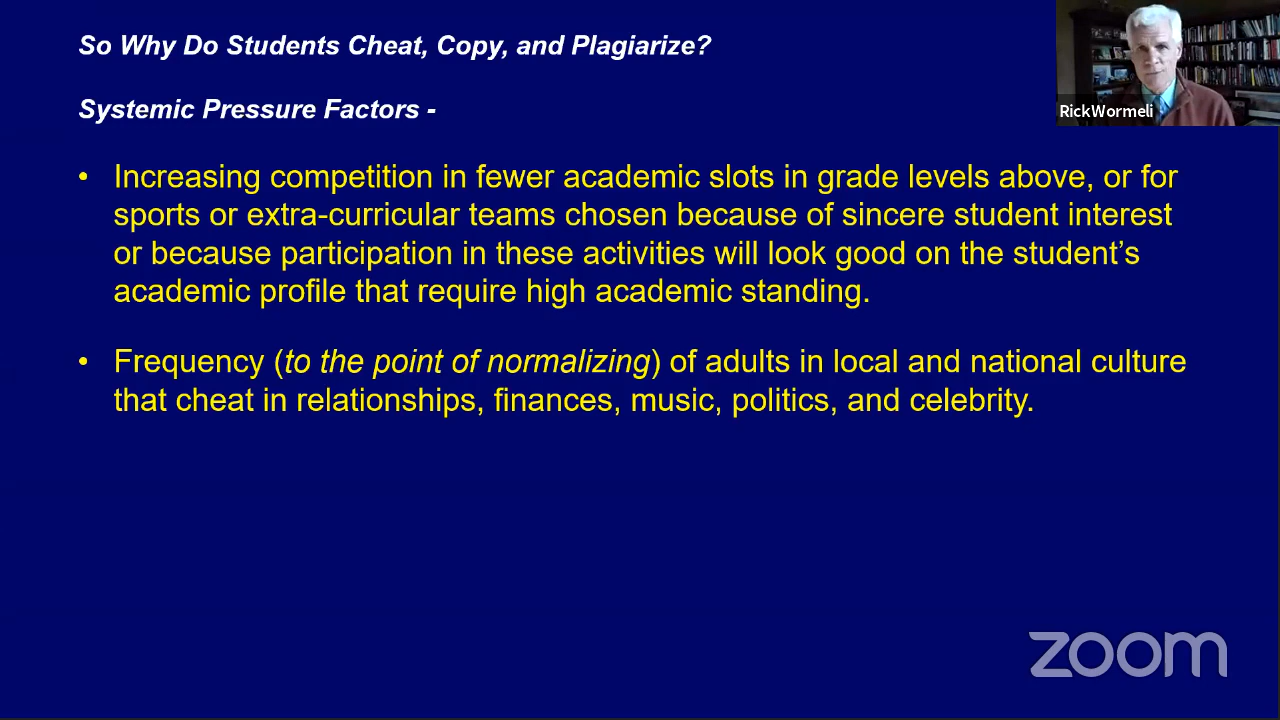 So Why Do Students Cheat, Copy, and Plagiarize?
RickWormeli
Systemic Pressure Factors -
• Increasing competition in fewer academic slots in grade levels above, or for
sports or extra-curricular teams chosen because of sincere student interest
or because participation in these activities will look good on the student’s
academic profile that require high academic standing.
• Frequency (to the point of normalizing) of adults in local and national culture
that cheat in relationships, finances, music, politics, and celebrity.
zoom